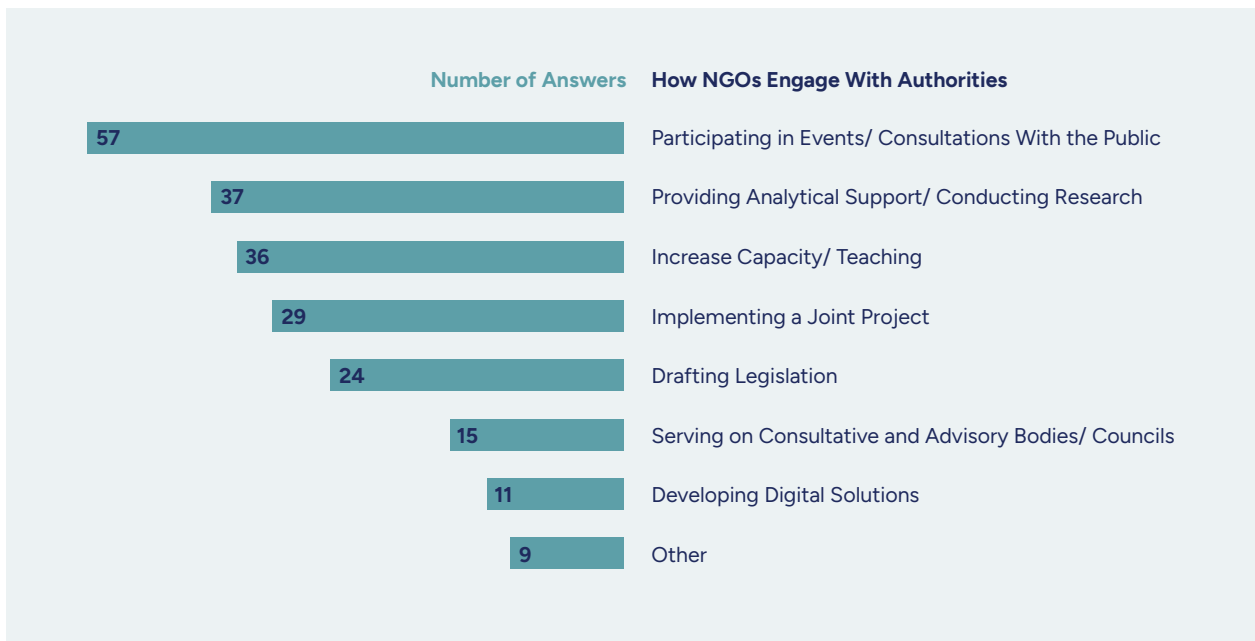 Number of Answers How NGOs Engage With Authorities
57 Participating in Events/ Consultations With the Public
37 Providing Analytical Support/ Conducting Research
36 Increase Capacity/ Teaching
29 Implementing a Joint Project
24 Drafting Legislation
15 Serving on Consultative and Advisory Bodies/ Councils
11 Developing Digital Solutions
9 Other